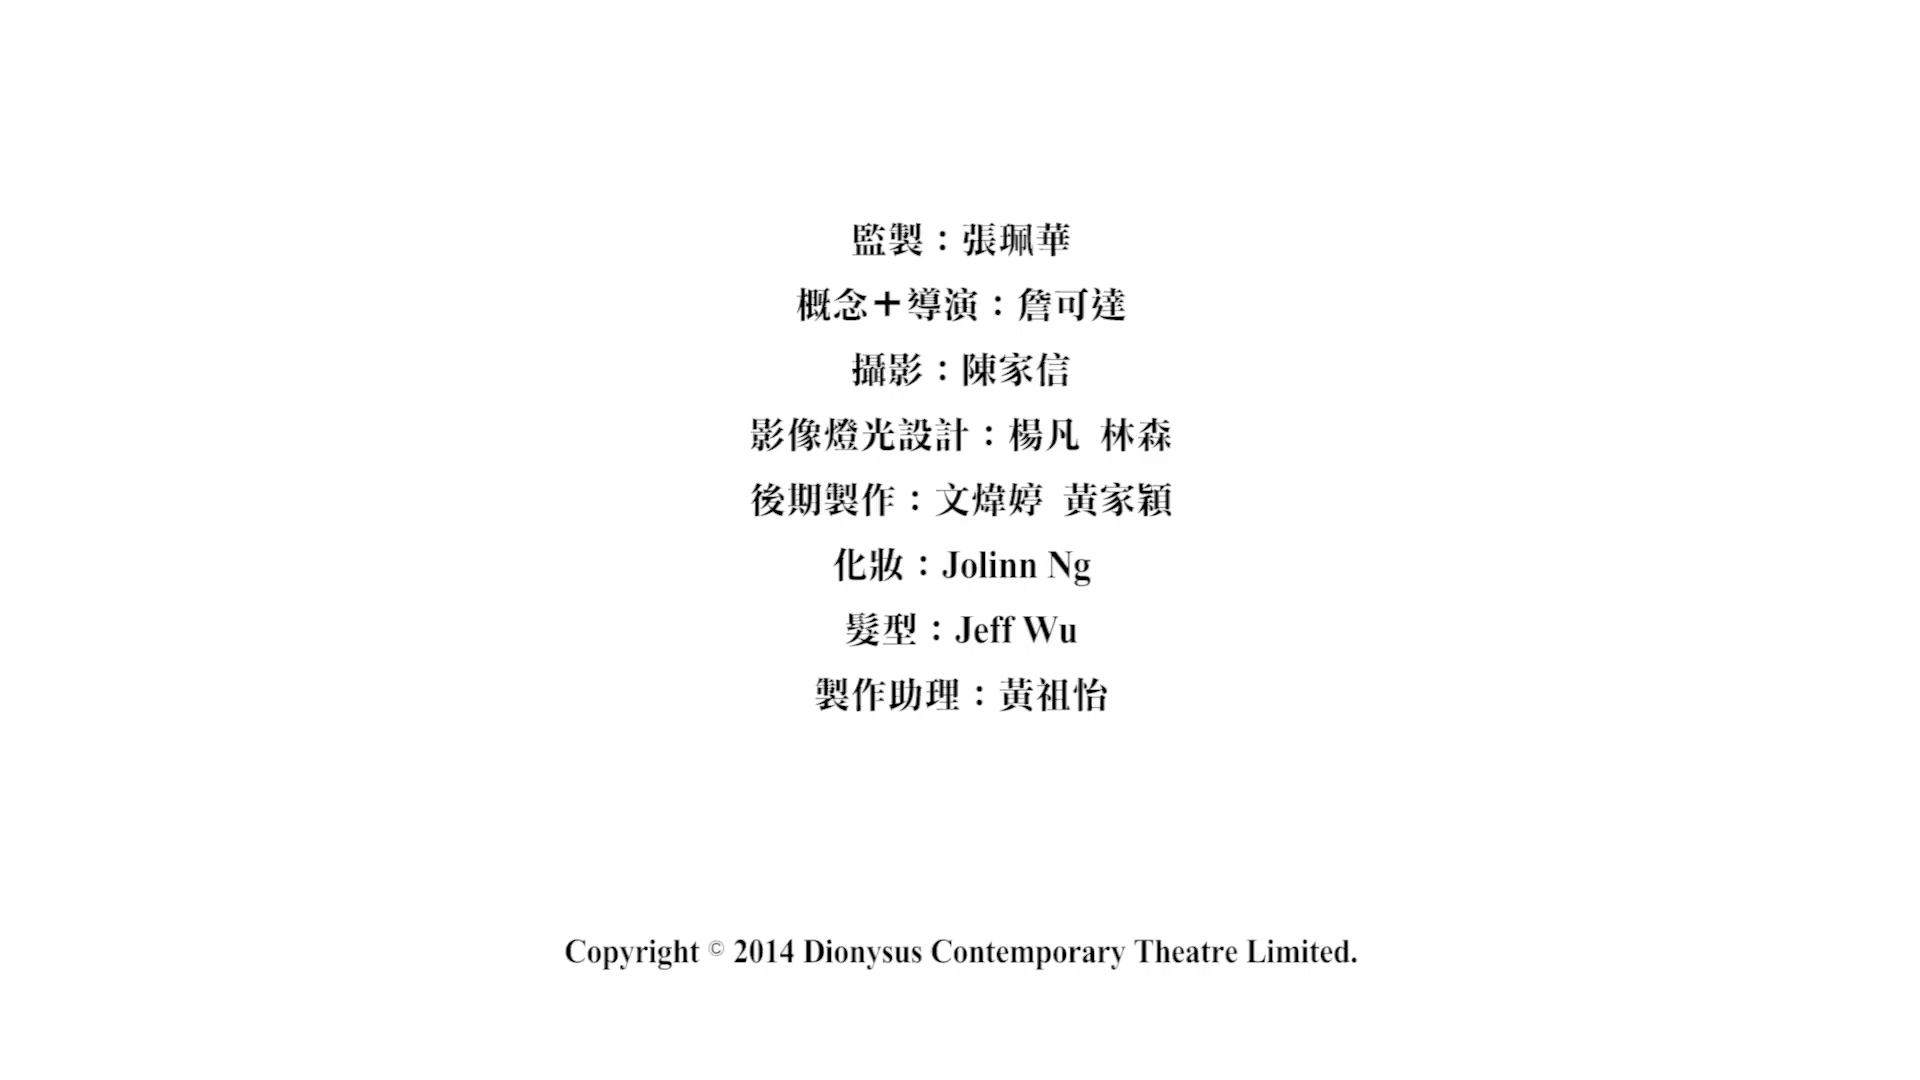 監製：張珮華
概念＋導演：詹可達
攝影：陳家信
影像燈光設計：楊凡 林森
後期製作：文煒婷 黃家穎
化妝：Jolinn Ng
髮型：Jeff Wu
製作助理：黃祖怡
Copyright © 2014 Dionysus Contemporary Theatre Limited.